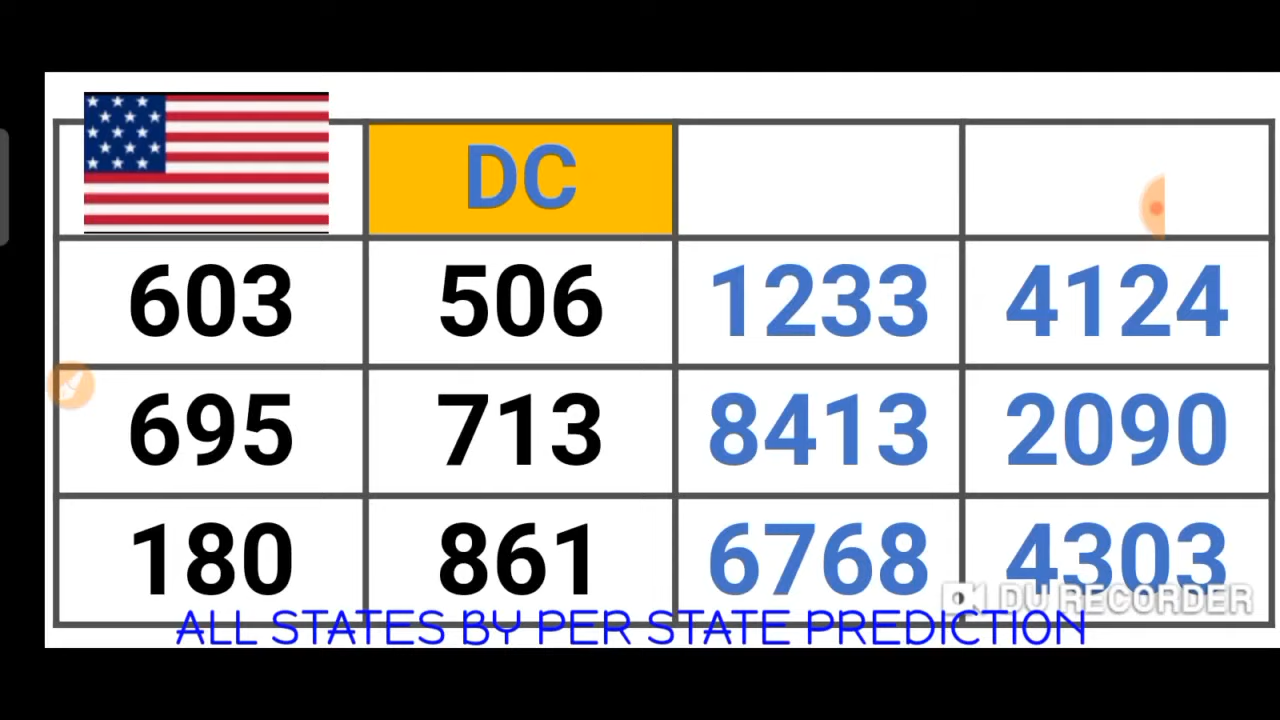 DC
603 506 1233 4124
695 713 8413 2090
180 861 6768 4303
DU RECORDER
ALL STATES BY PER STATE PREDICTION